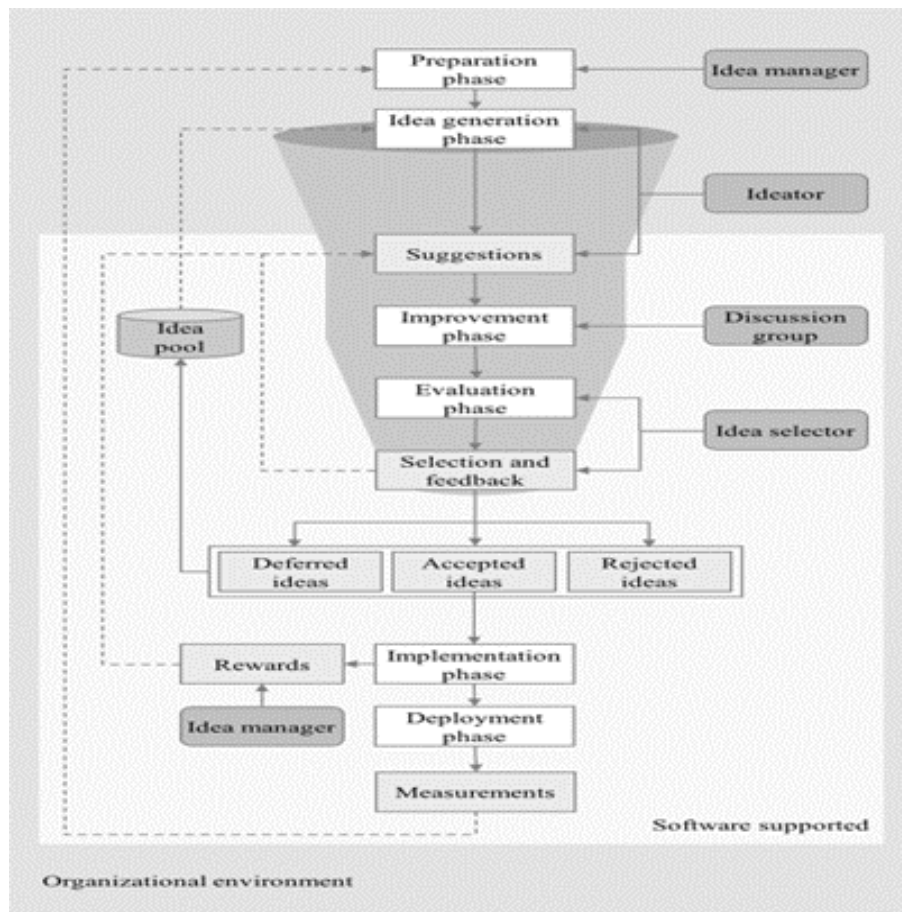 Preparation
phase
Idea manager
Idea generation
phase
Ideator
Suggestions
Idea
pool
Improvement
phase
Discussion
group
Evaluation
phase
Idea selector
Selection and
feedback
Deferred
ideas
Accepted
ideas
Rejected
ideas
Rewards
Implementation
phase
Idea manager
Deployment
phase
Measurements
Software supported
Organizational environment